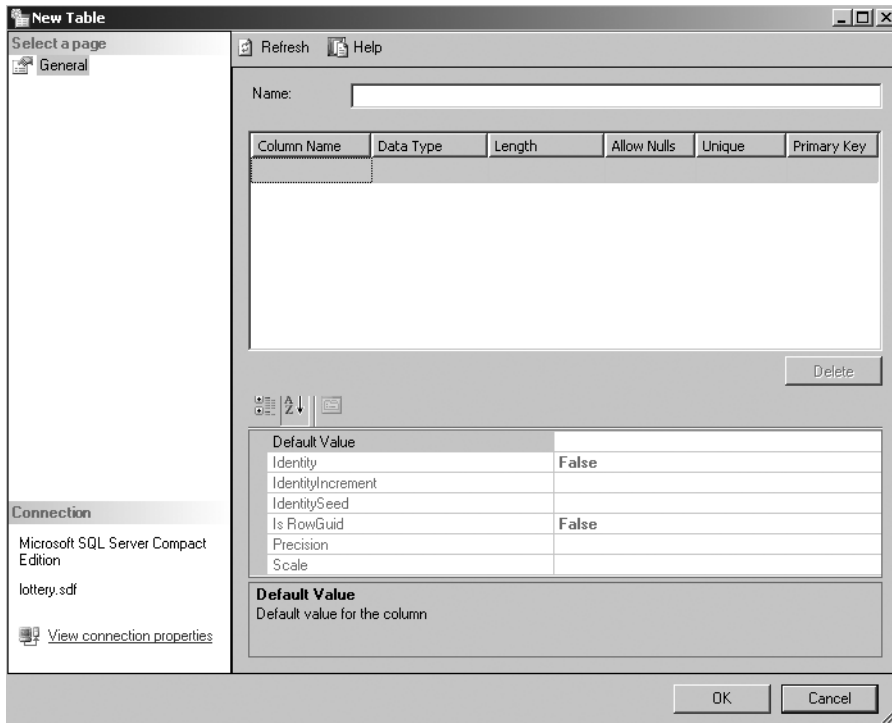 New Table
Select a page
General
Refresh Help
Name:
Column Name Data Type Length Allow Nulls Unique Primary Key
Delete
Default Value
Identity False
IdentityIncrement
IdentitySeed
Is RowGuid False
Precision
Scale
Default Value
Default value for the column
Connection
Microsoft SQL Server Compact
Edition
lottery.sdf
View connection properties
OK Cancel